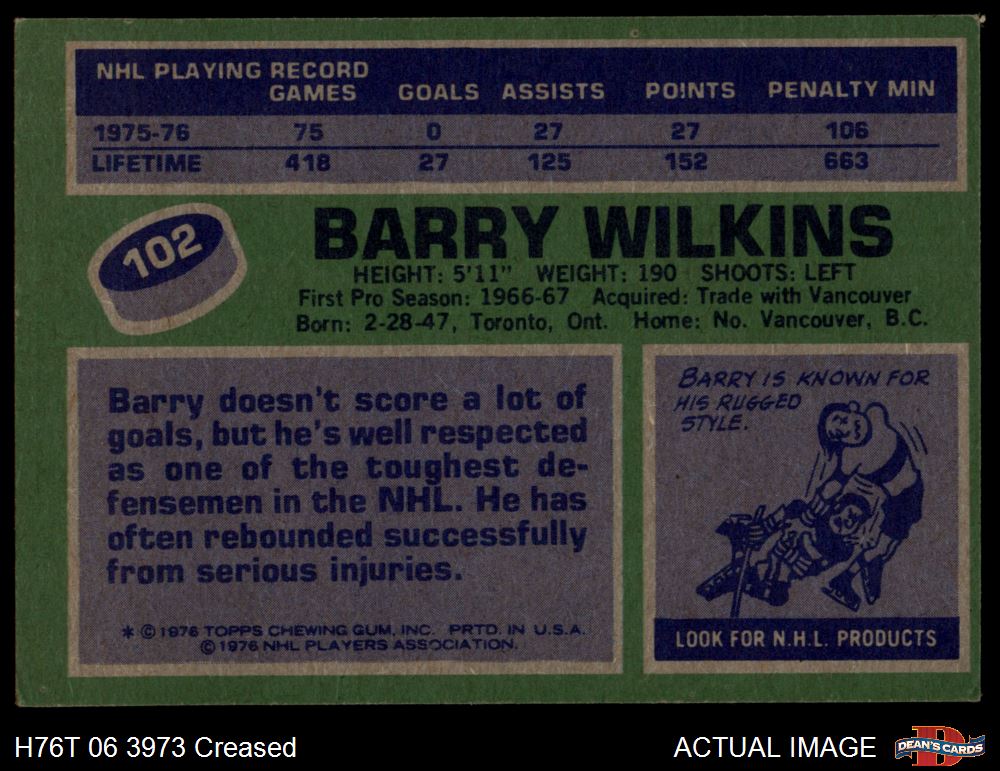 NHL PLAYING RECORD
GAMES GOALS ASSISTS POINTS PENALTY MIN
1975-76 75 0 27 27 106
LIFETIME 418 27 125 152 663
102
BARRY WILKINS
HEIGHT: 5'11" WEIGHT: 190 SHOOTS: LEFT
First Pro Season: 1966-67 Acquired: Trade with Vancouver
Born: 2-28-47, Toronto, Ont. Home: No. Vancouver, B.C.
Barry doesn't score a lot of
goals, but he's well respected
as one of the toughest de-
fensemen in the NHL. He has
often rebounded successfully
from serious injuries.
* © 1976 TOPPS CHEWING GUM, INC. PRTD. IN U.S.A.
© 1976 NHL PLAYERS ASSOCIATION.
BARRY IS KNOWN FOR
HIS RUGGED
STYLE.
LOOK FOR N.H.L. PRODUCTS
H76T 06 3973 Creased
ACTUAL IMAGE
D
DEAN'S CARDS